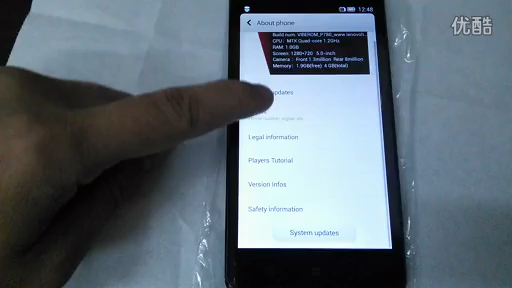 优酷
12:48
About phone
Build num: VIBEROM_P780_www.lenovo
CPU: MTK Quad-core 1.2GHz.
RAM: 1.0GB
Screen: 1280*720 5.0-inch
Camera : Front 1.3million Rear 8million
Memory: 1.9GB(free) 4 GB(total)
updates
Legal information
Players Tutorial
Version Infos
Safety information
System updates